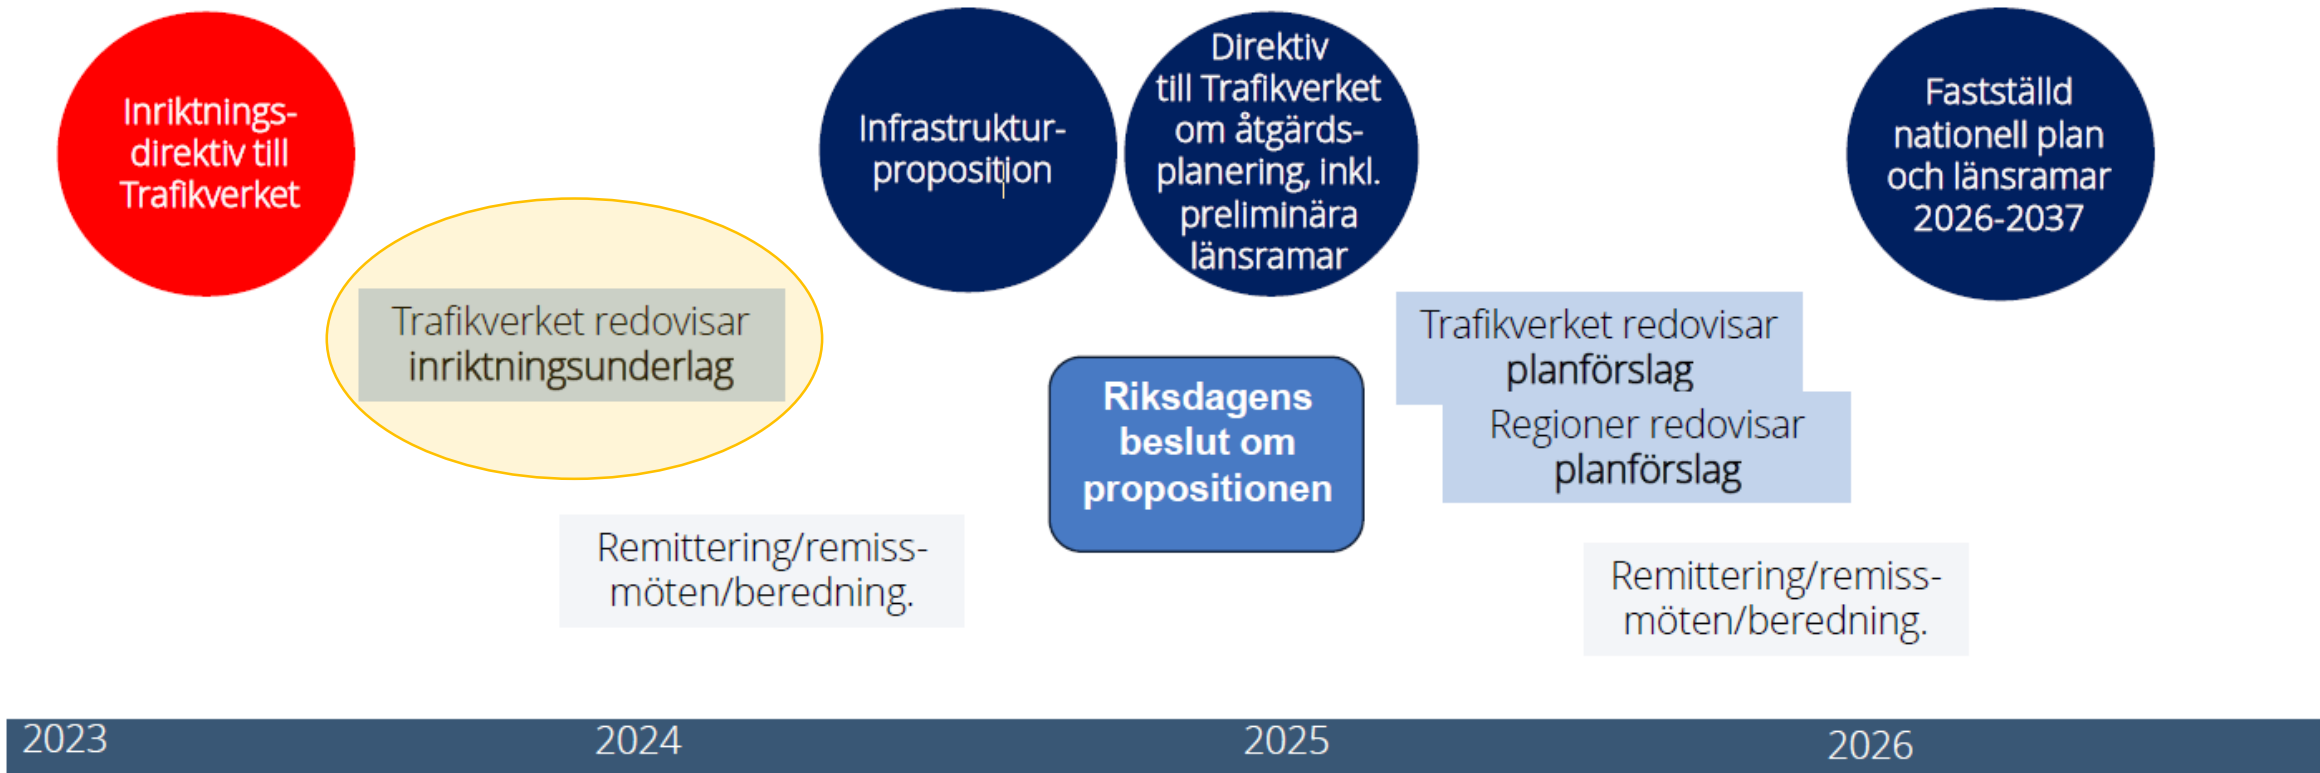 Inriktnings-
direktiv till
Trafikverket
Trafikverket redovisar
inriktningsunderlag
Remittering/remiss-
möten/beredning.
Infrastruktur-
proposition
Direktiv
till Trafikverket
om åtgärds-
planering, inkl.
preliminära
länsramar
Riksdagens
beslut om
propositionen
Trafikverket redovisar
planförslag
Regioner redovisar
planförslag
Remittering/remiss-
möten/beredning.
Fastställd
nationell plan
och länsramar
2026-2037
2023
2024
2025
2026